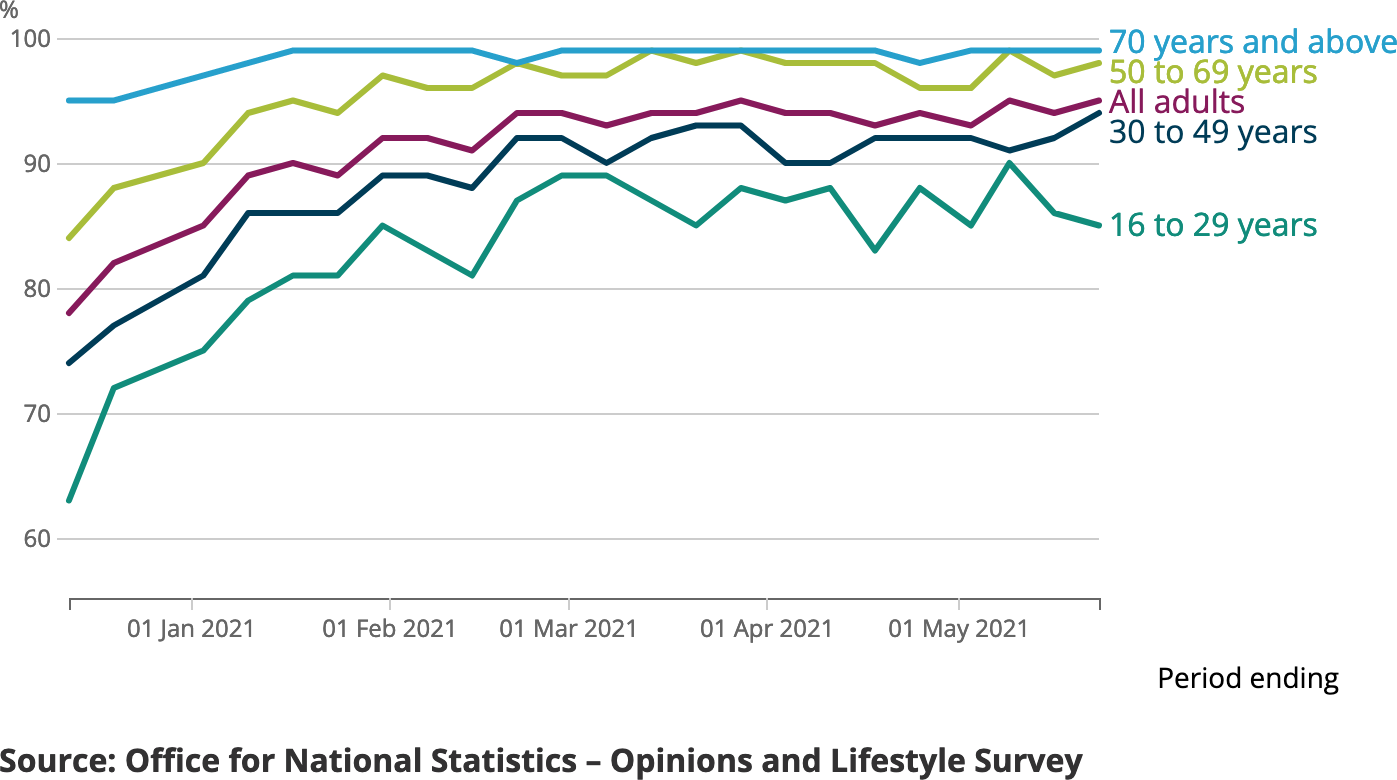 %
100
70 years and above
50 to 69 years
All adults
30 to 49 years
90
16 to 29 years
80
70
60
01 Jan 2021 01 Feb 2021 01 Mar 2021 01 Apr 2021 01 May 2021
Period ending
Source: Office for National Statistics – Opinions and Lifestyle Survey